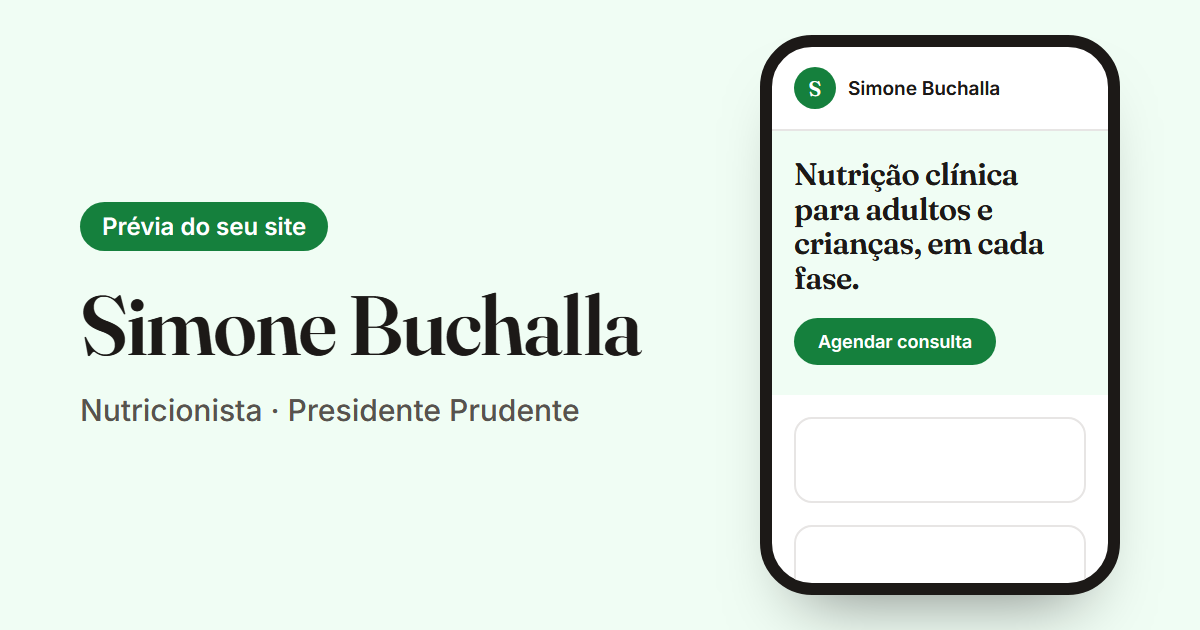 Prévia do seu site
Simone Buchalla
Nutricionista · Presidente Prudente
S
Simone Buchalla
Nutrição clínica
para adultos e
crianças, em cada
fase.
Agendar consulta